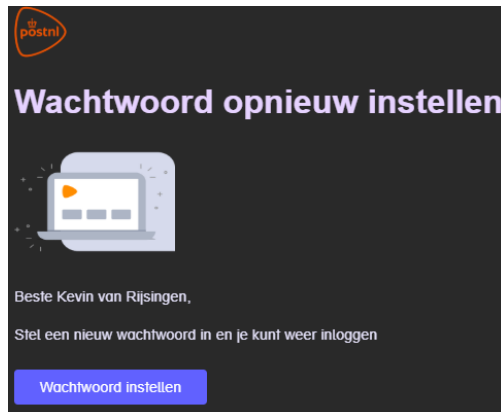 postnl
Wachtwoord opnieuw instellen
Beste Kevin van Rijsingen,
Stel een nieuw wachtwoord in en je kunt weer inloggen
Wachtwoord instellen